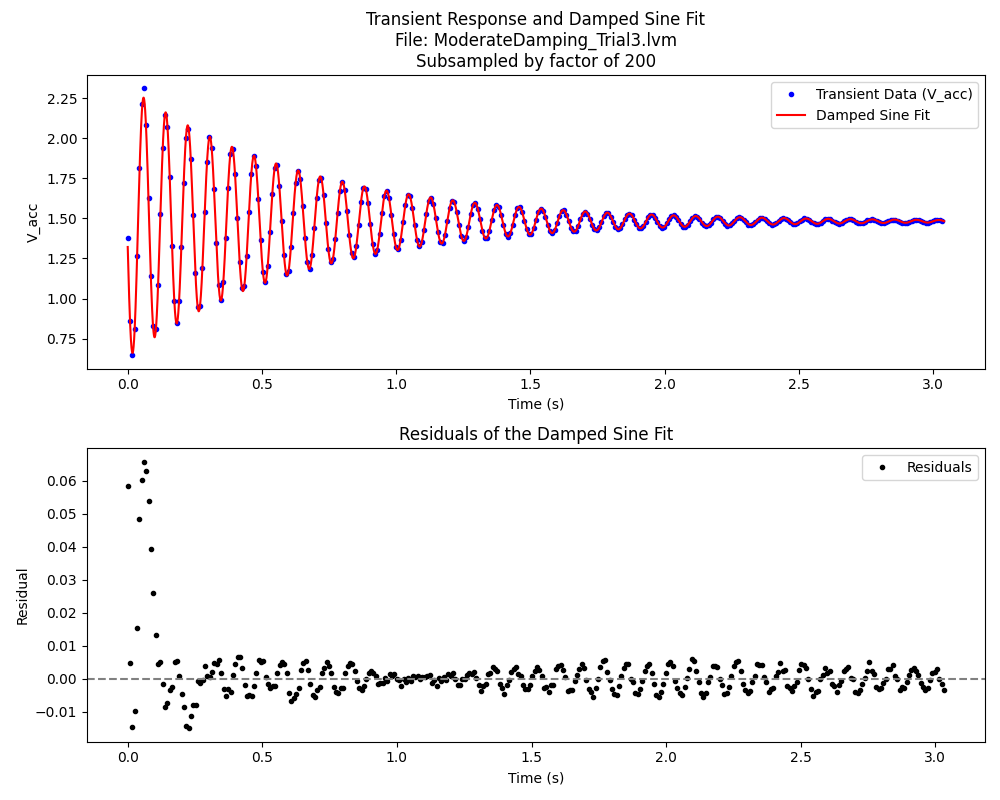 Transient Response and Damped Sine Fit
File: ModerateDamping_Trial3.lvm
Subsampled by factor of 200
V_acc
2.25
2.00
1.75
1.50
1.25
1.00
0.75
Transient Data (V_acc)
Damped Sine Fit
0.0 0.5 1.0 1.5 2.0 2.5 3.0
Time (s)
Residuals of the Damped Sine Fit
Residual
0.06
0.05
0.04
0.03
0.02
0.01
0.00
−0.01
Residuals
0.0 0.5 1.0 1.5 2.0 2.5 3.0
Time (s)